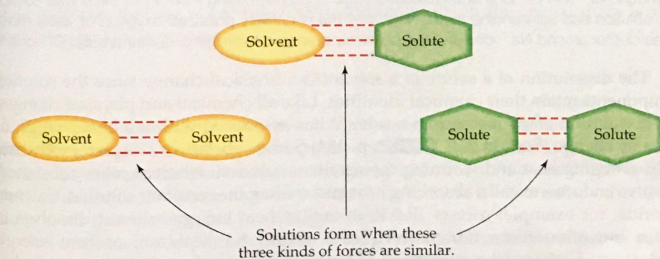 Solvent Solute
Solvent Solvent Solute Solute
Solutions form when these
three kinds of forces are similar.